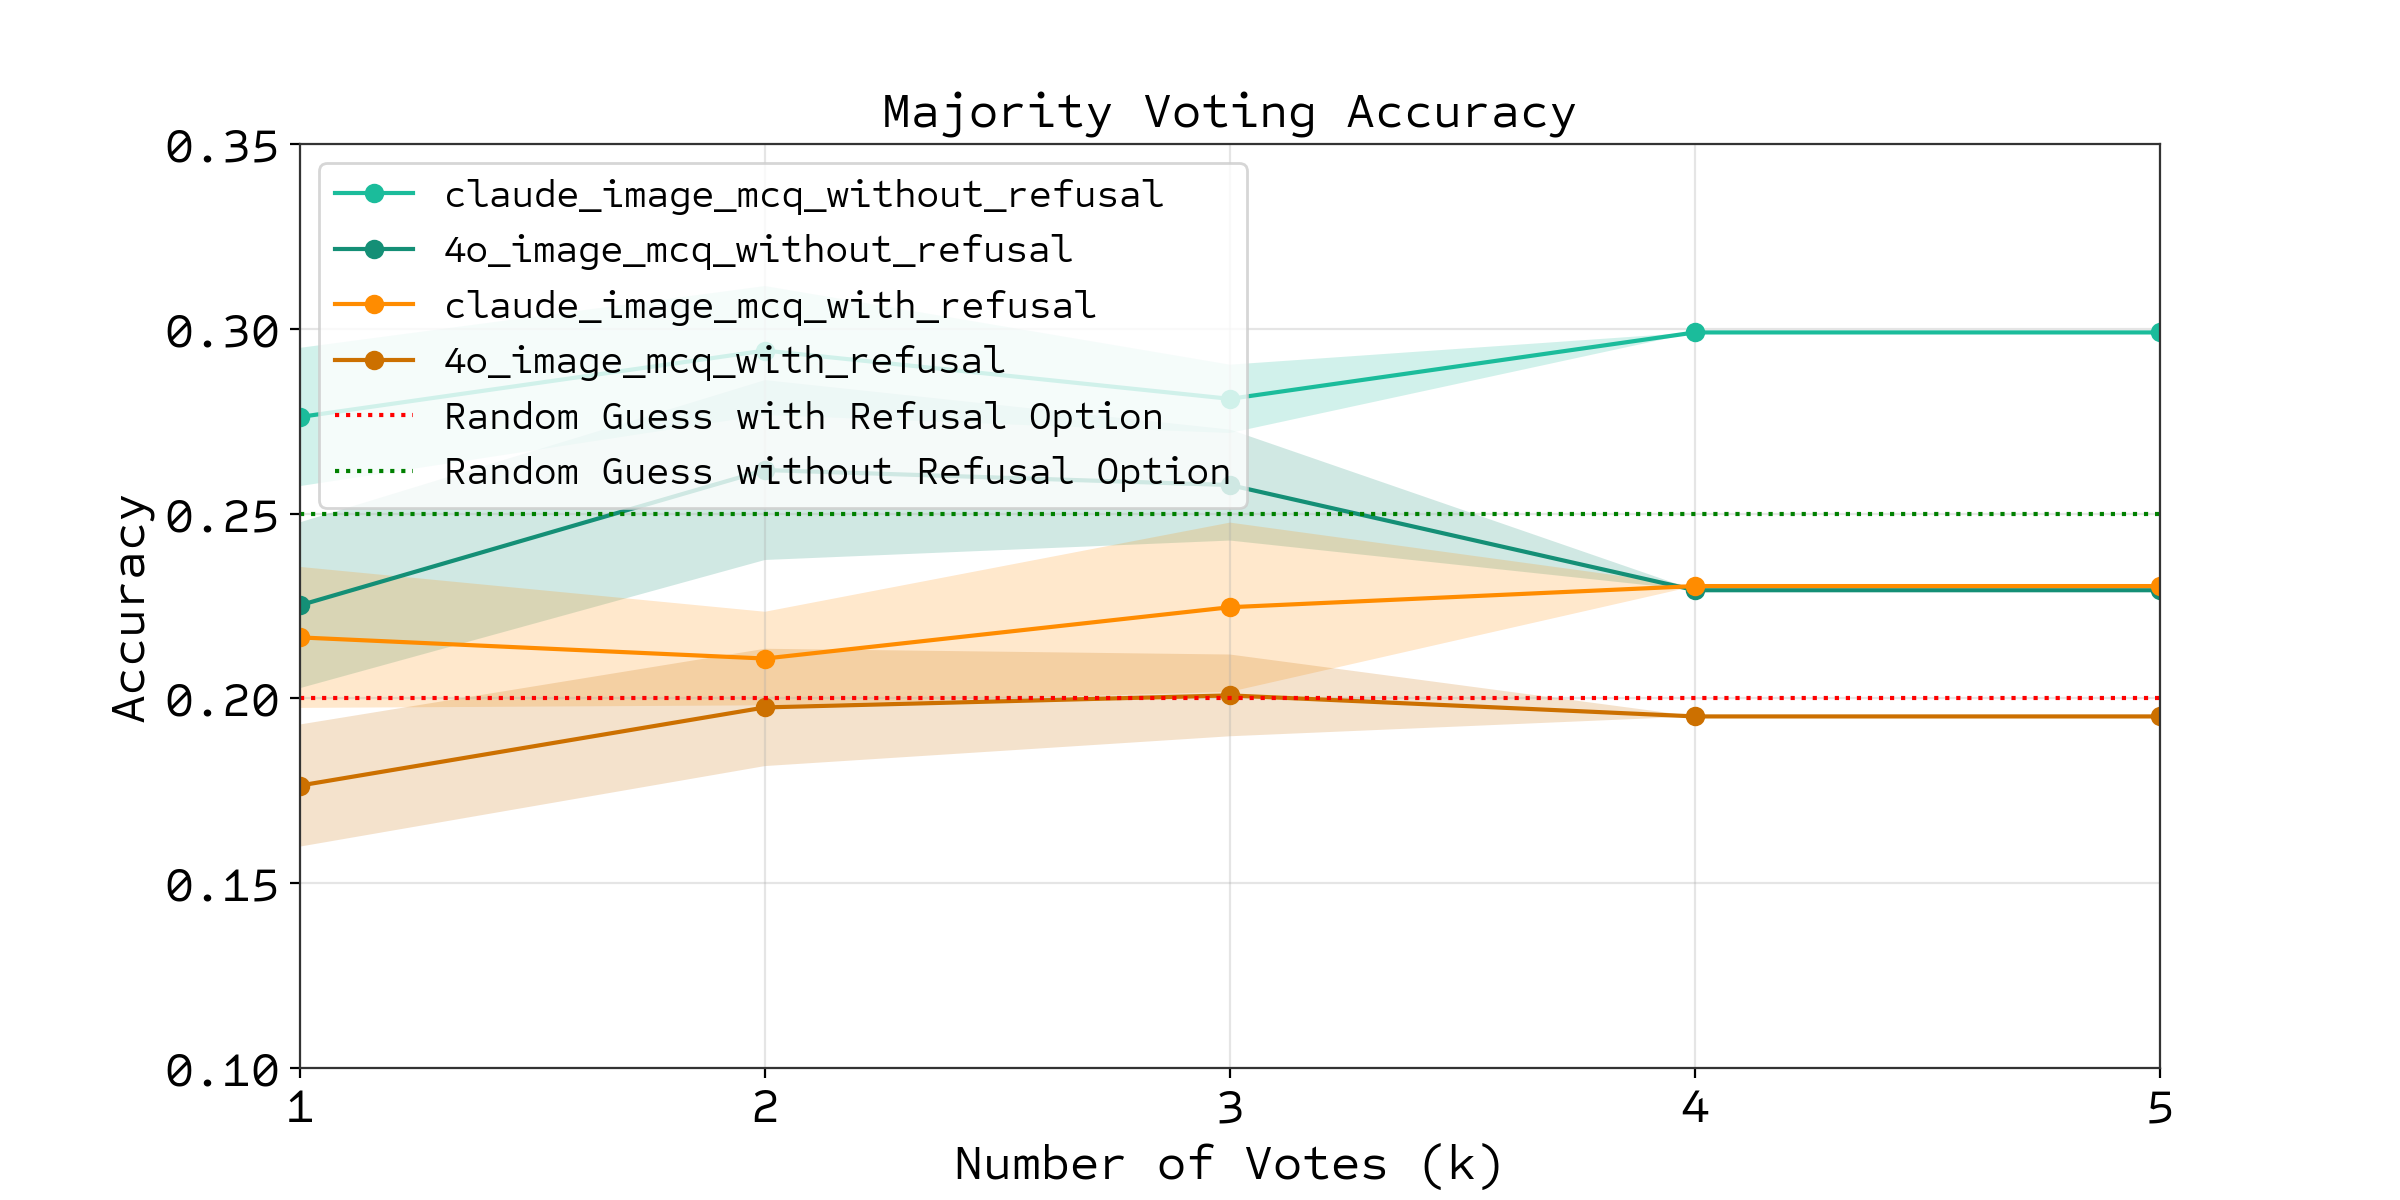 Majority Voting Accuracy
0.35
0.30
0.25
0.20
0.15
0.10
Accuracy
claude_image_mcq_without_refusal
4o_image_mcq_without_refusal
claude_image_mcq_with_refusal
4o_image_mcq_with_refusal
Random Guess with Refusal Option
Random Guess without Refusal Option
1 2 3 4 5
Number of Votes (k)